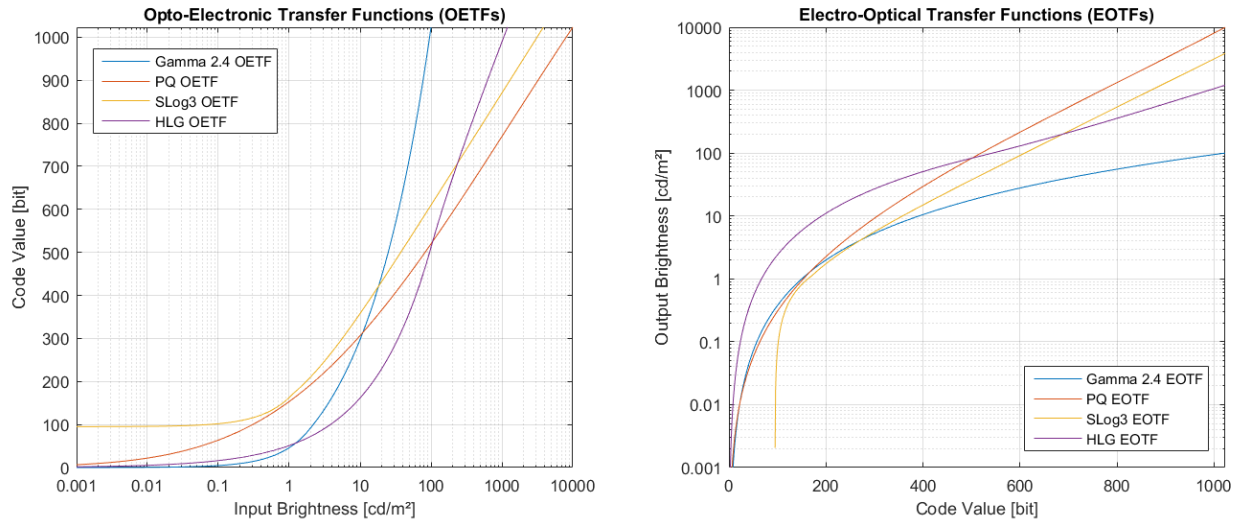 Opto-Electronic Transfer Functions (OETFs)
1000
900
800
700
600
500
400
300
200
100
0
Code Value [bit]
Gamma 2.4 OETF
PQ OETF
SLog3 OETF
HLG OETF
0.001 0.01 0.1 1 10 100 1000 10000
Input Brightness [cd/m²]
Electro-Optical Transfer Functions (EOTFs)
10000
1000
100
10
1
0.1
0.01
0.001
Output Brightness [cd/m²]
Gamma 2.4 EOTF
PQ EOTF
SLog3 EOTF
HLG EOTF
0 200 400 600 800 1000
Code Value [bit]